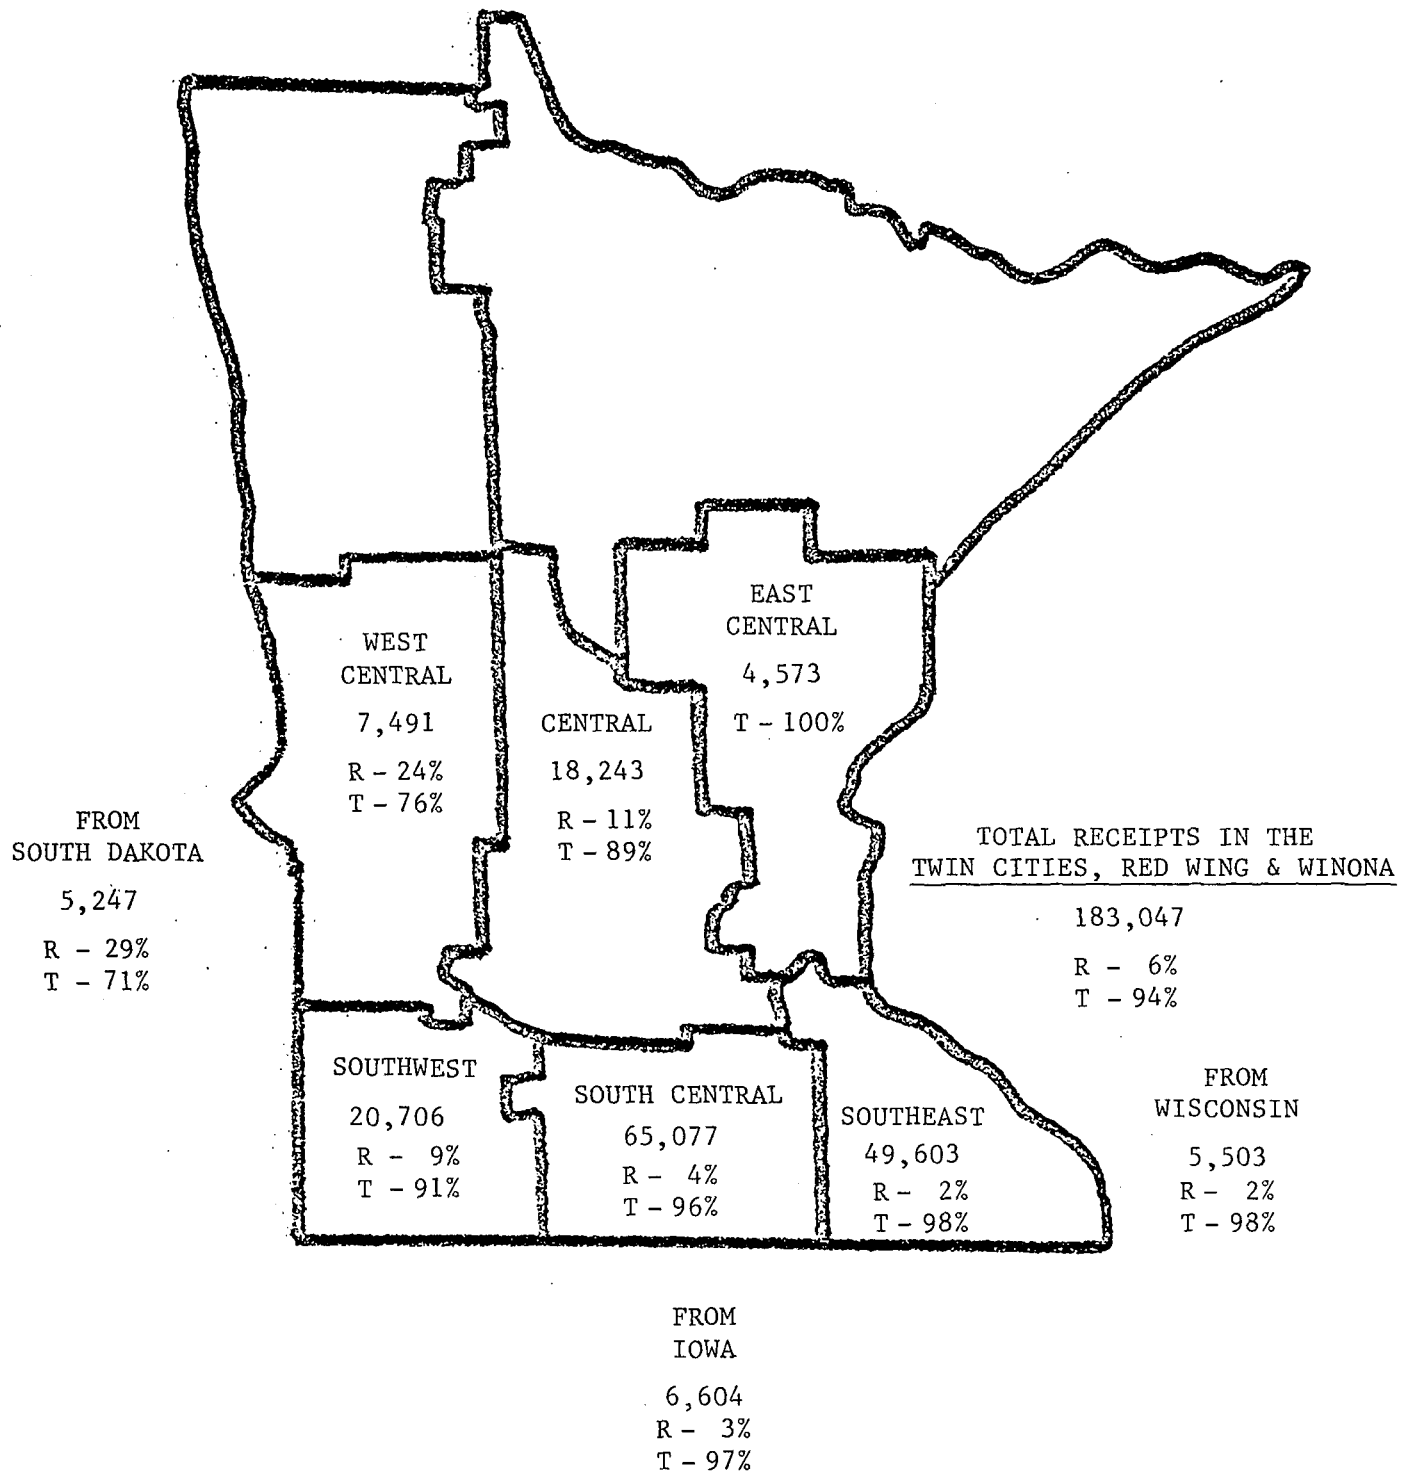 EAST
CENTRAL
4,573
T - 100%
WEST
CENTRAL
7,491
R - 24%
T - 76%
CENTRAL
18,243
R - 11%
T - 89%
FROM
SOUTH DAKOTA
5,247
R - 29%
T - 71%
TOTAL RECEIPTS IN THE
TWIN CITIES, RED WING & WINONA
183,047
R - 6%
T - 94%
SOUTHWEST
20,706
R - 9%
T - 91%
SOUTH CENTRAL
65,077
R - 4%
T - 96%
SOUTHEAST
49,603
R - 2%
T - 98%
FROM
WISCONSIN
5,503
R - 2%
T - 98%
FROM
IOWA
6,604
R - 3%
T - 97%